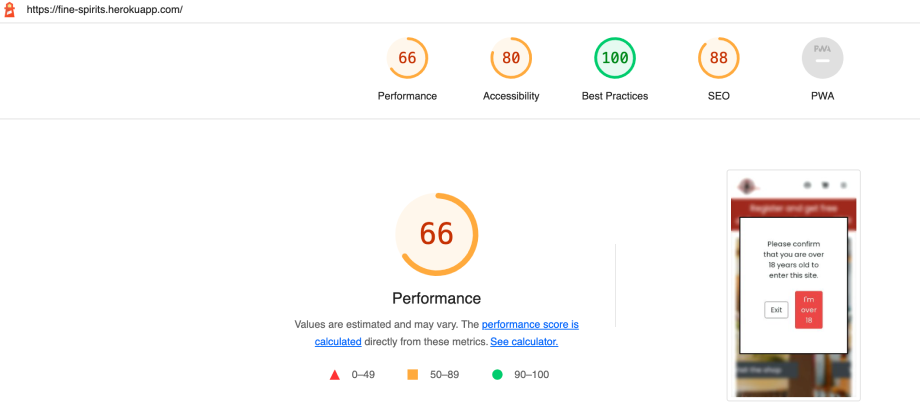 https://fine-spirits.herokuapp.com/
66
80
100
88
PWA
Performance
Accessibility
Best Practices
SEO
PWA
66
Performance
Values are estimated and may vary. The performance score is
calculated directly from these metrics. See calculator.
0–49
50–89
90–100
Register and get free
Please confirm
that you are over
18 years old to
enter this site.
Exit
I'm
over
18
the shop